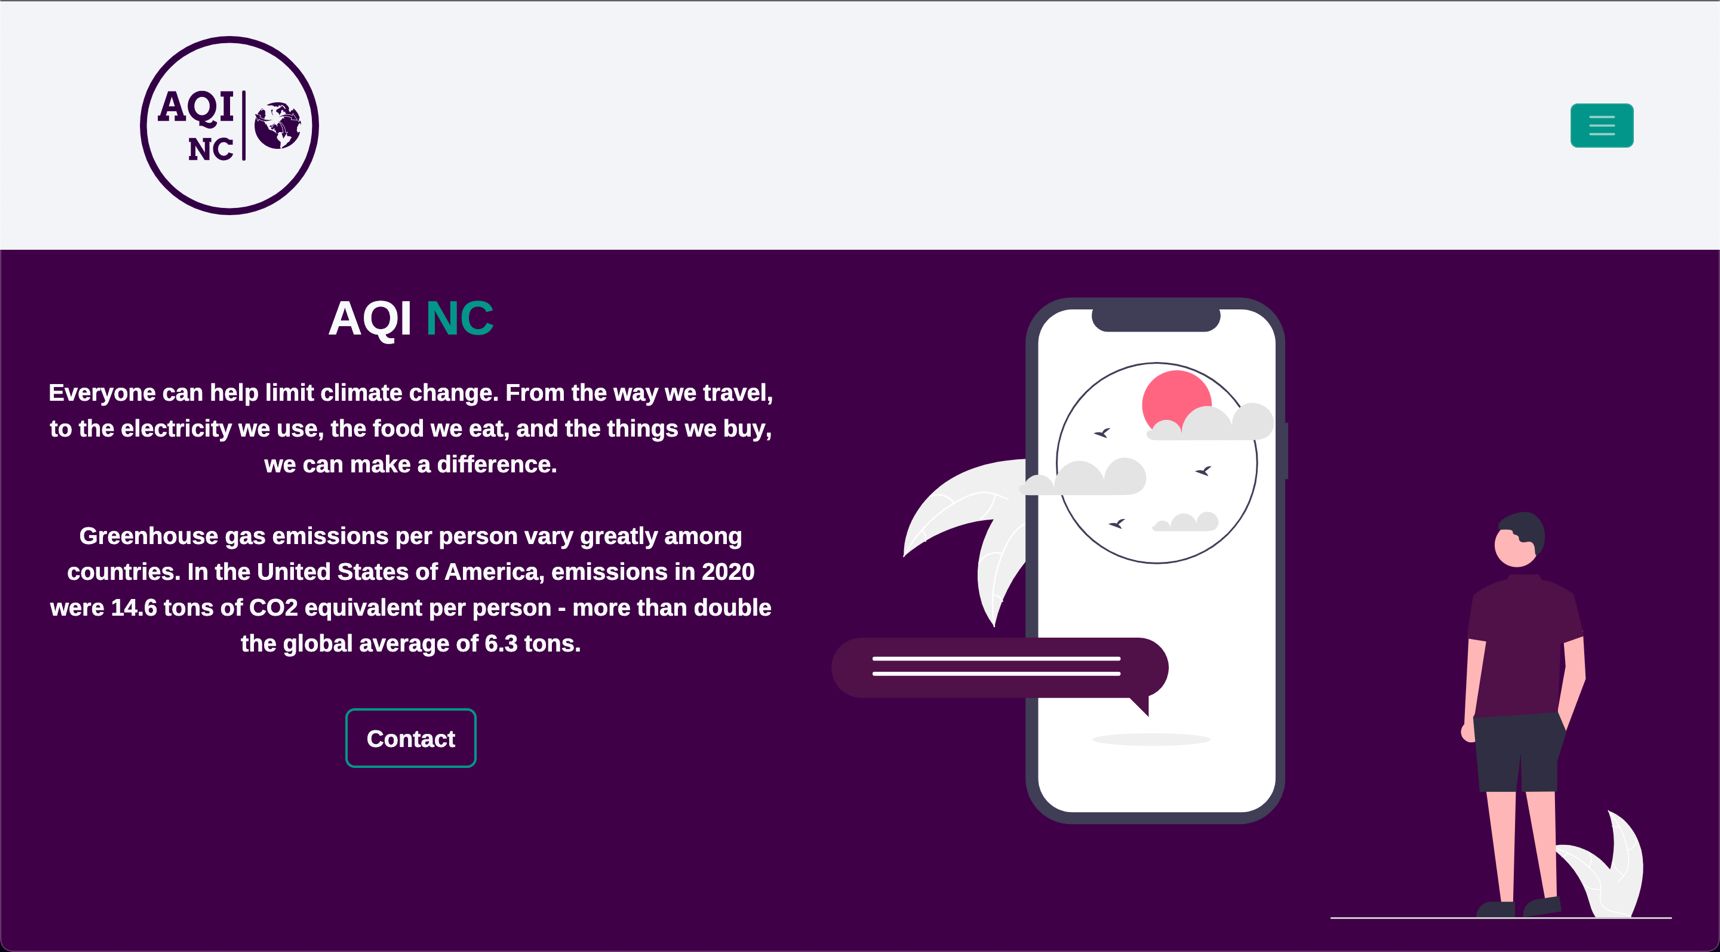 AQI
NC
AQI NC
Everyone can help limit climate change. From the way we travel,
to the electricity we use, the food we eat, and the things we buy,
we can make a difference.
Greenhouse gas emissions per person vary greatly among
countries. In the United States of America, emissions in 2020
were 14.6 tons of CO2 equivalent per person - more than double
the global average of 6.3 tons.
Contact